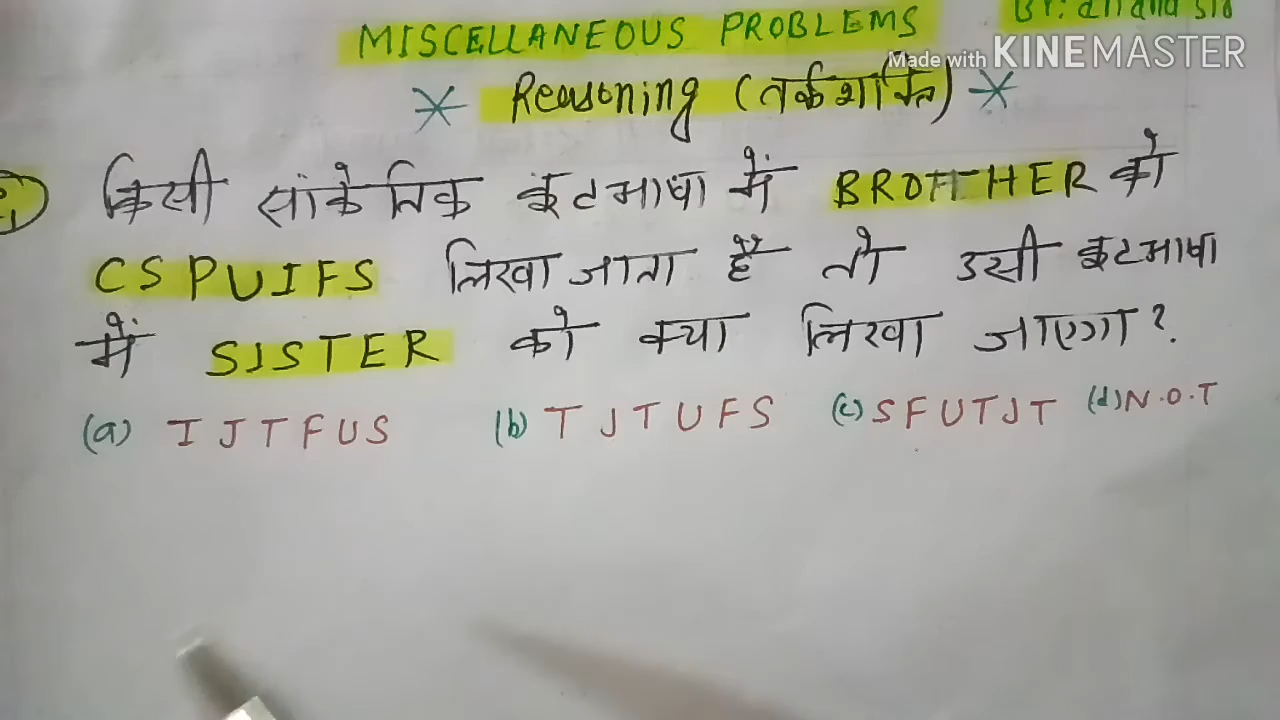 MISCELLANEOUS PROBLEMS
Made with KINEMASTER
* Reasoning (तर्कशक्ति) *
किसी सांकेतिक कूटभाषा में BROTHER को
CSPUIFS लिखा जाता है तो उसी कूटभाषा
में SISTER को क्या लिखा जाएगा?
(a) IJTFUS (b) TJTUFS (c) SFUTJT (d) N.O.T